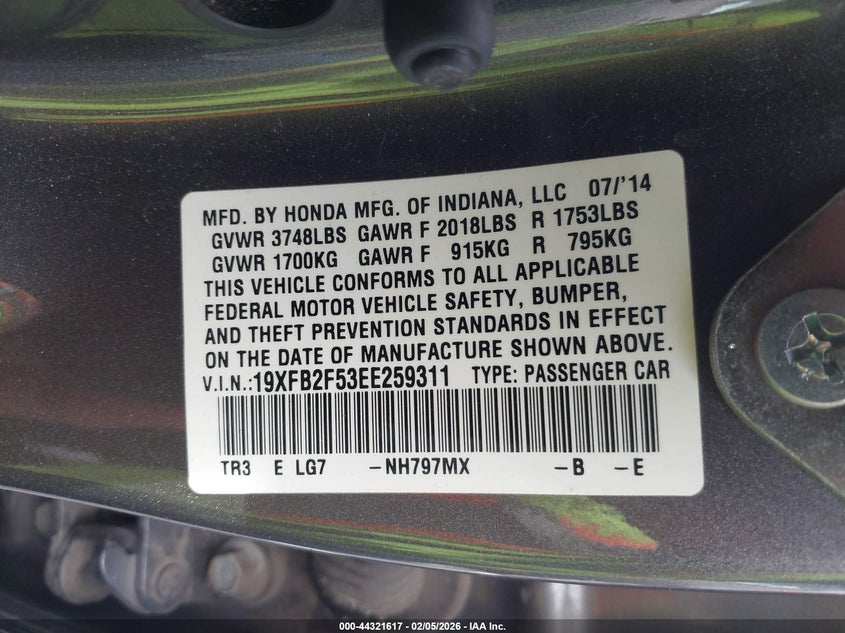 MFD. BY HONDA MFG. OF INDIANA, LLC 07/'14
GVWR 3748LBS GAWR F 2018LBS R 1753LBS
GVWR 1700KG GAWR F 915KG R 795KG
THIS VEHICLE CONFORMS TO ALL APPLICABLE
FEDERAL MOTOR VEHICLE SAFETY, BUMPER,
AND THEFT PREVENTION STANDARDS IN EFFECT
ON THE DATE OF MANUFACTURE SHOWN ABOVE.
V.I.N.:19XFB2F53EE259311 TYPE: PASSENGER CAR
TR3 E LG7 -NH797MX -B -E
000-44321617 - 02/05/2026 - IAA Inc.